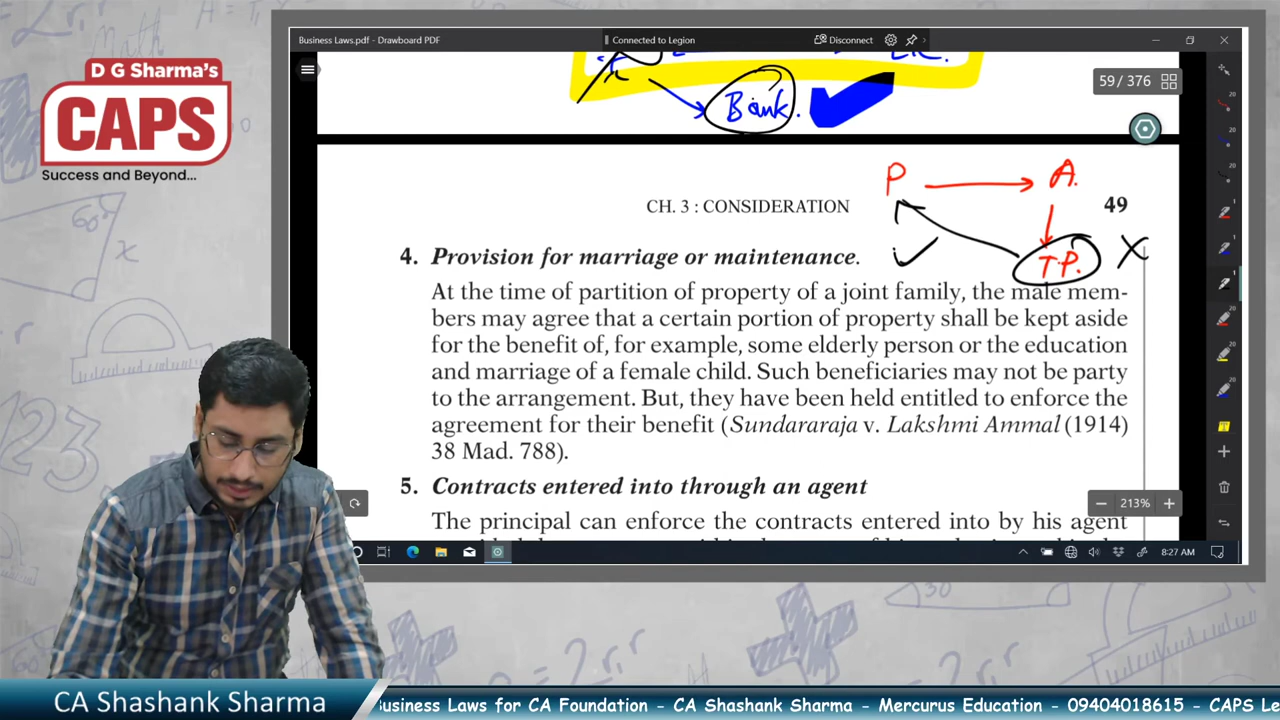 D G Sharma's
CAPS
Success and Beyond...
Business Laws.pdf - Drawboard PDF
Connected to Legion
Disconnect
59 / 376
Bank.
P
A.
T.P.
CH. 3 : CONSIDERATION
49
4. Provision for marriage or maintenance.
At the time of partition of property of a joint family, the male mem-
bers may agree that a certain portion of property shall be kept aside
for the benefit of, for example, some elderly person or the education
and marriage of a female child. Such beneficiaries may not be party
to the arrangement. But, they have been held entitled to enforce the
agreement for their benefit (Sundararaja v. Lakshmi Ammal (1914)
38 Mad. 788).
5. Contracts entered into through an agent
The principal can enforce the contracts entered into by his agent
213%
8:27 AM
CA Shashank Sharma
Business Laws for CA Foundation - CA Shashank Sharma - Mercurus Education - 09404018615 - CAPS Le